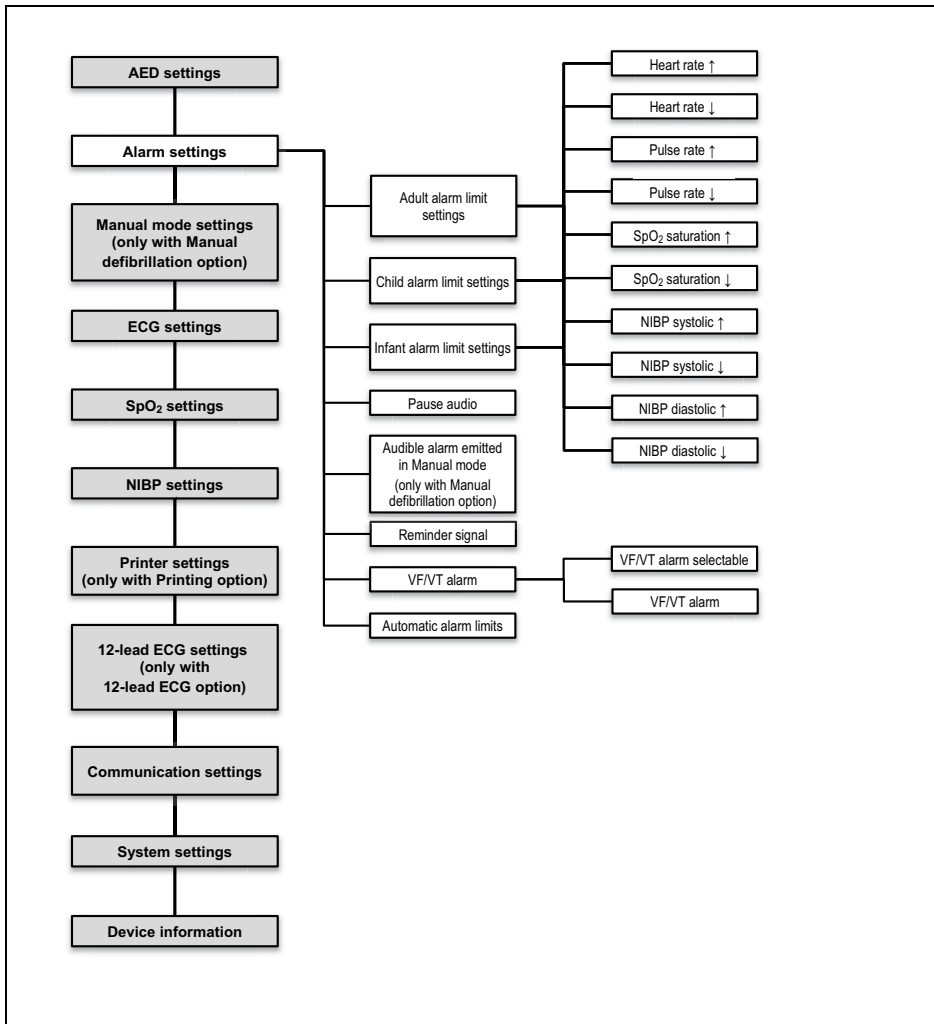 AED settings
Alarm settings
Manual mode settings
(only with Manual
defibrillation option)
ECG settings
SpO₂ settings
NIBP settings
Printer settings
(only with Printing option)
12-lead ECG settings
(only with
12-lead ECG option)
Communication settings
System settings
Device information
Adult alarm limit
settings
Child alarm limit settings
Infant alarm limit settings
Pause audio
Audible alarm emitted
in Manual mode
(only with Manual
defibrillation option)
Reminder signal
VF/VT alarm
Automatic alarm limits
Heart rate ↑
Heart rate ↓
Pulse rate ↑
Pulse rate ↓
SpO₂ saturation ↑
SpO₂ saturation ↓
NIBP systolic ↑
NIBP systolic ↓
NIBP diastolic ↑
NIBP diastolic ↓
VF/VT alarm selectable
VF/VT alarm